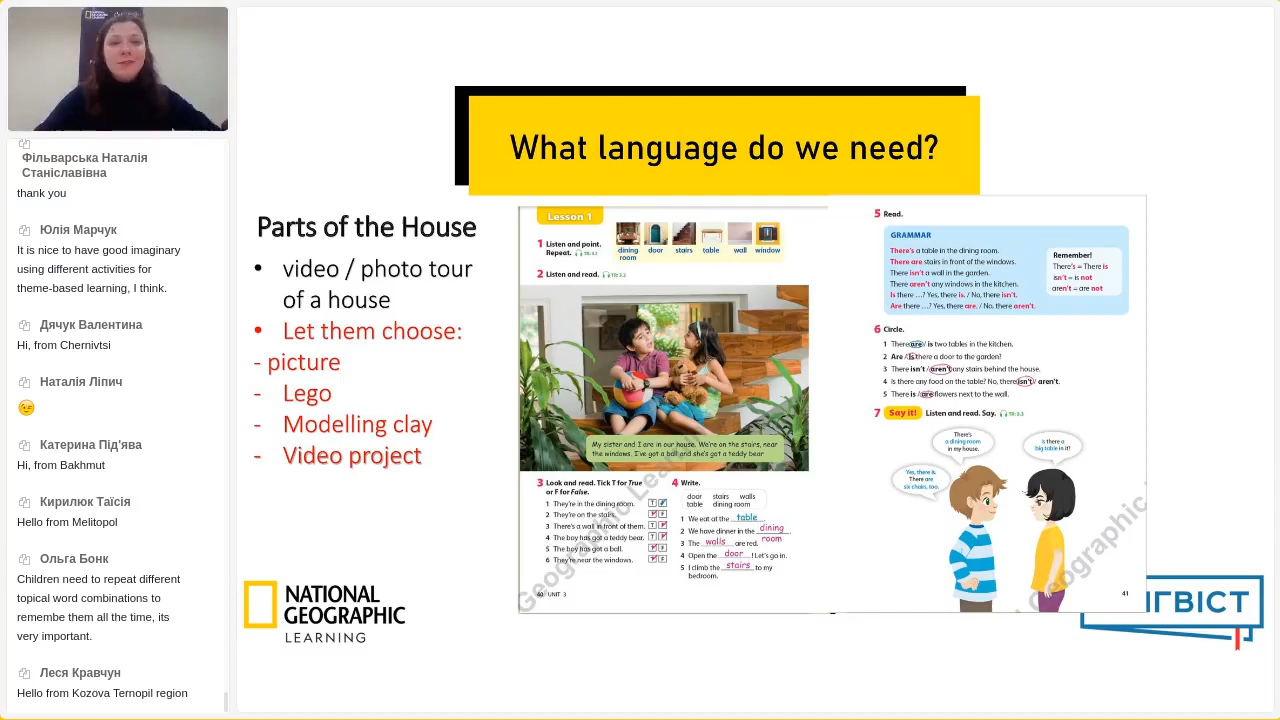 NATIONAL
GEOGRAPHIC
LEARNING
Фільварська Наталія
Станіславівна
thank you
Юлія Марчук
It is nice to have good imaginary
using different activities for
theme-based learning, I think.
Дячук Валентина
Hi, from Chernivtsi
Наталія Ліпич
Катерина Під'ява
Hi, from Bakhmut
Кирилюк Таїсія
Hello from Melitopol
Ольга Бонк
Children need to repeat different
topical word combinations to
remembe them all the time, its
very important.
Леся Кравчун
Hello from Kozova Ternopil region
What language do we need?
Parts of the House
• video / photo tour
of a house
• Let them choose:
- picture
- Lego
- Modelling clay
- Video project
NATIONAL
GEOGRAPHIC
LEARNING
Lesson 1
1 Listen and point.
Repeat. TR: 3.1
dining
room
door
stairs
table
wall
window
2 Listen and read. TR: 3.2
My sister and I are in our house. We're on the stairs, near
the windows. I've got a ball and she's got a teddy bear
3 Look and read. Tick T for True
or F for False.
1 They're in the dining room. T F
2 They're on the stairs. T F
3 There's a wall in front of them. T F
4 The boy has got a teddy bear. T F
5 The boy has got a ball. T F
6 They're near the windows. T F
4 Write.
door stairs walls
table dining room
1 We eat at the table.
2 We have dinner in the dining
room
3 The walls are red.
4 Open the door! Let's go in.
5 I climb the stairs to my
bedroom.
40 UNIT 3
5 Read.
GRAMMAR
There's a table in the dining room.
There are stairs in front of the windows.
There isn't a wall in the garden.
There aren't any windows in the kitchen.
Is there ...? Yes, there is. / No, there isn't.
Are there ...? Yes, there are. / No, there aren't.
Remember!
There's = There is
isn't = is not
aren't = are not
6 Circle.
1 There are / is two tables in the kitchen.
2 Are / Is there a door to the garden?
3 There isn't / aren't any stairs behind the house.
4 Is there any food on the table? No, there isn't / aren't.
5 There is / are flowers next to the wall.
7 Say it! Listen and read. Say. TR: 3.3
There's
a dining room
in my house.
Is there a
big table in it?
Yes, there is.
There are
six chairs, too.
41
Geographic Lear
Geographic
ІНГВІСТ